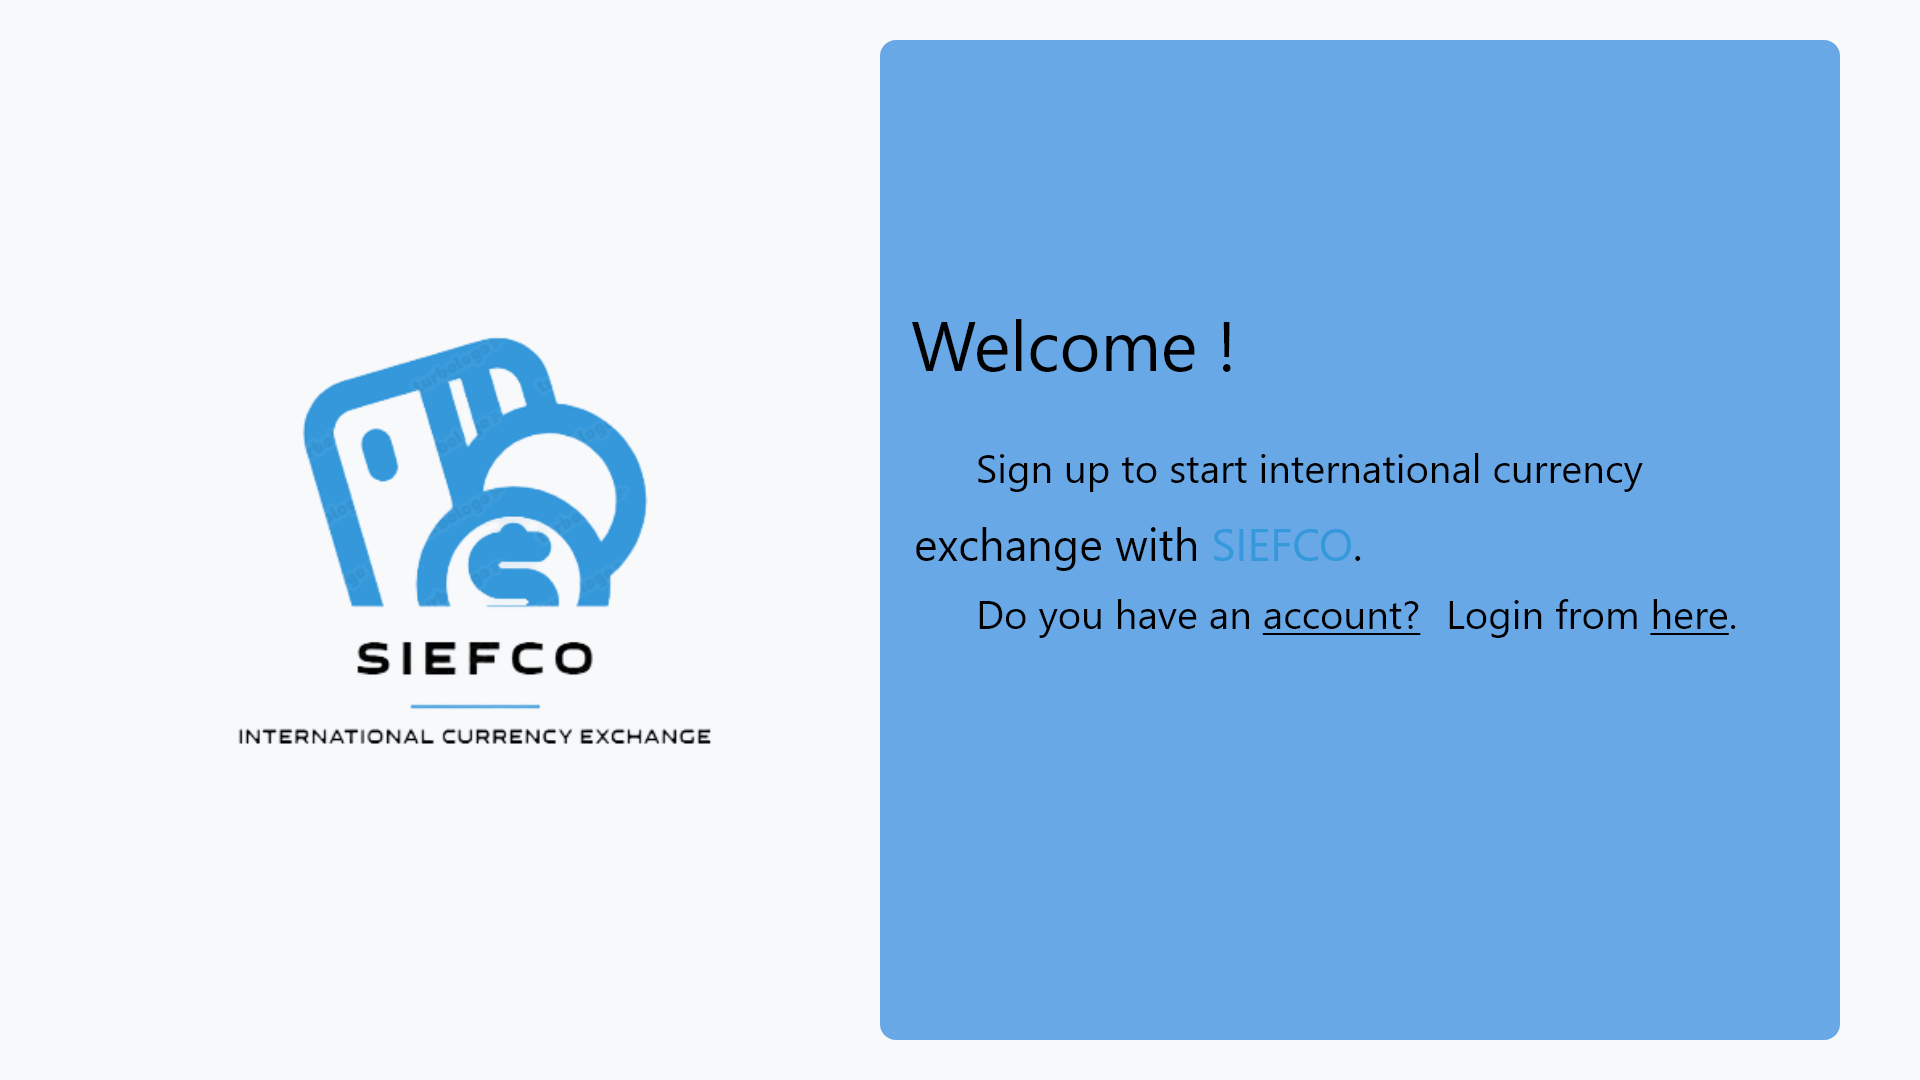 SIEFCO
INTERNATIONAL CURRENCY EXCHANGE
Welcome !
Sign up to start international currency
exchange with SIEFCO.
Do you have an account? Login from here.